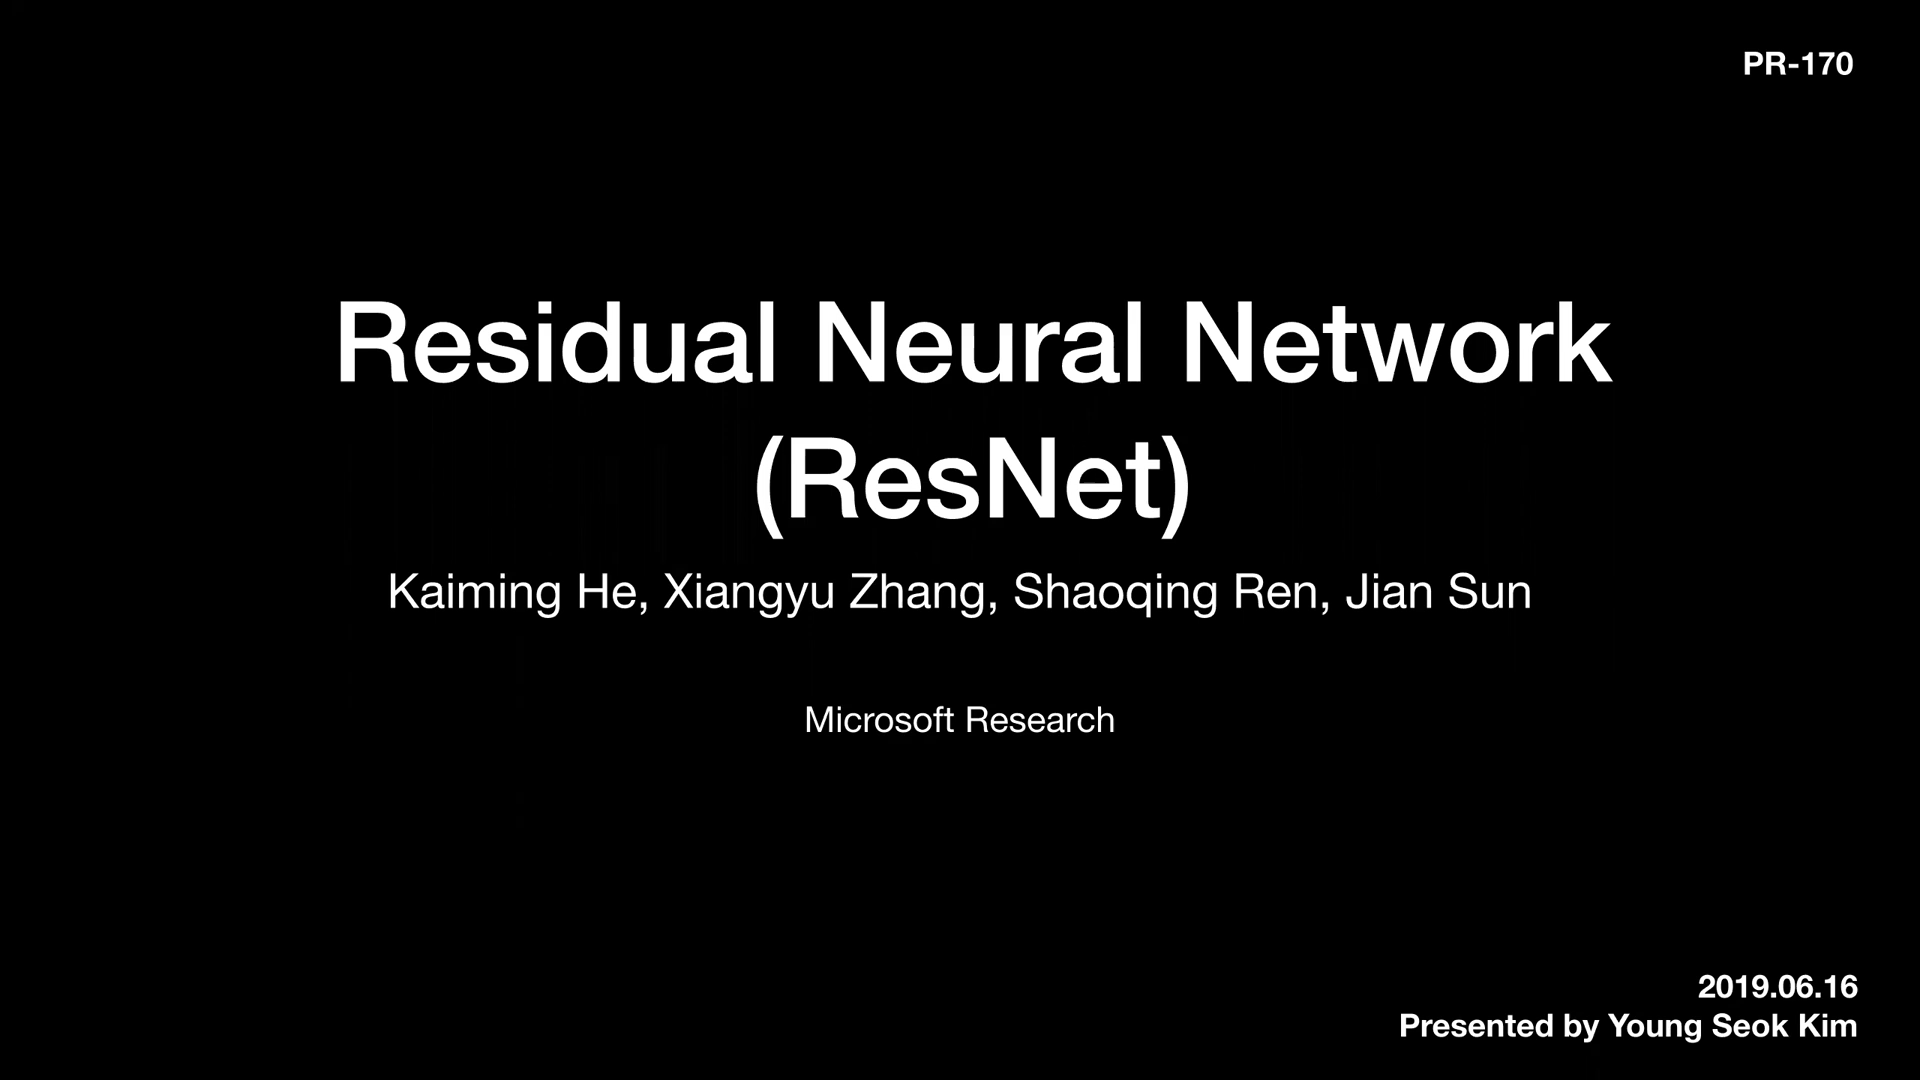 PR-170
Residual Neural Network
(ResNet)
Kaiming He, Xiangyu Zhang, Shaoqing Ren, Jian Sun
Microsoft Research
2019.06.16
Presented by Young Seok Kim